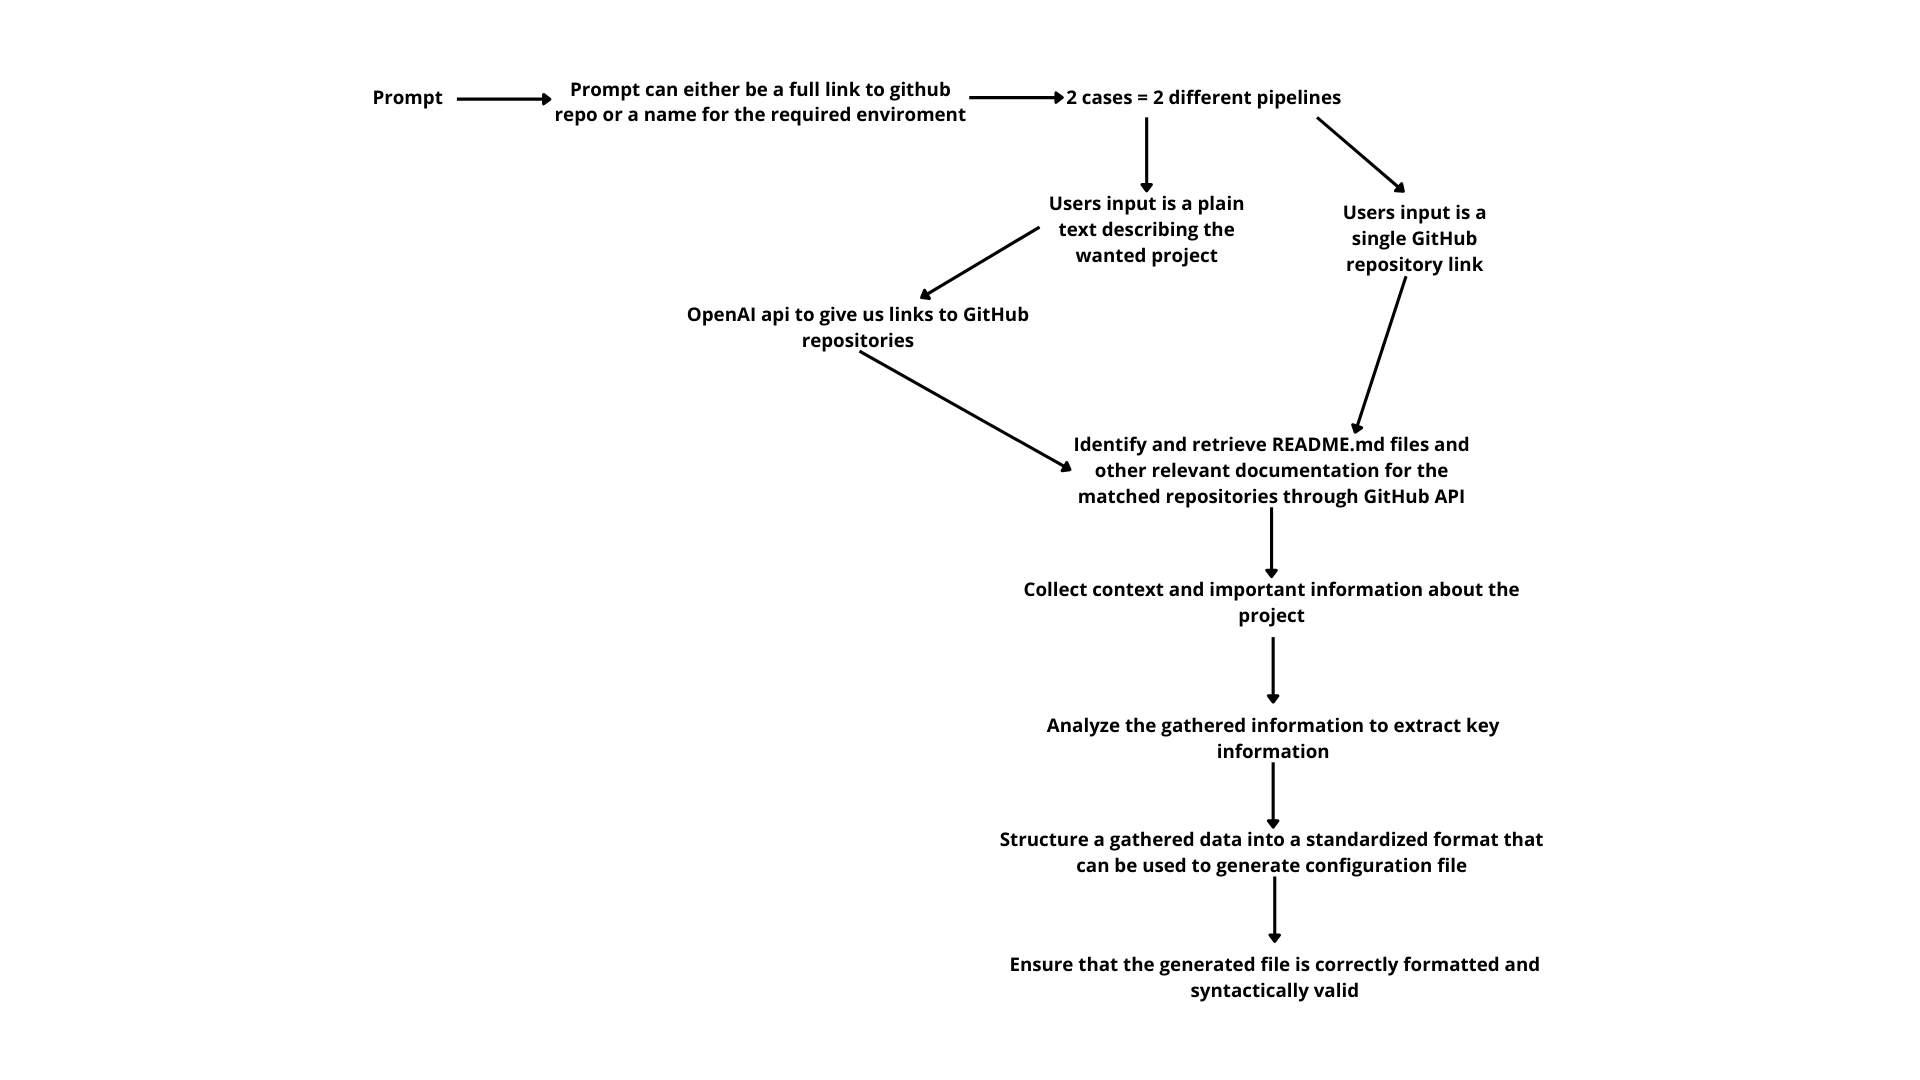 Prompt
Prompt can either be a full link to github
repo or a name for the required enviroment
2 cases = 2 different pipelines
Users input is a plain
text describing the
wanted project
Users input is a
single GitHub
repository link
OpenAI api to give us links to GitHub
repositories
Identify and retrieve README.md files and
other relevant documentation for the
matched repositories through GitHub API
Collect context and important information about the
project
Analyze the gathered information to extract key
information
Structure a gathered data into a standardized format that
can be used to generate configuration file
Ensure that the generated file is correctly formatted and
syntactically valid